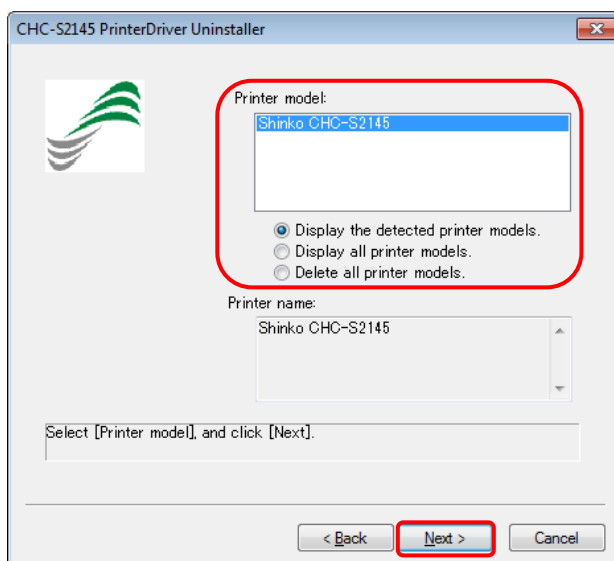 CHC-S2145 PrinterDriver Uninstaller
Printer model:
Shinko CHC-S2145
Display the detected printer models.
Display all printer models.
Delete all printer models.
Printer name:
Shinko CHC-S2145
Select [Printer model], and click [Next].
< Back Next > Cancel